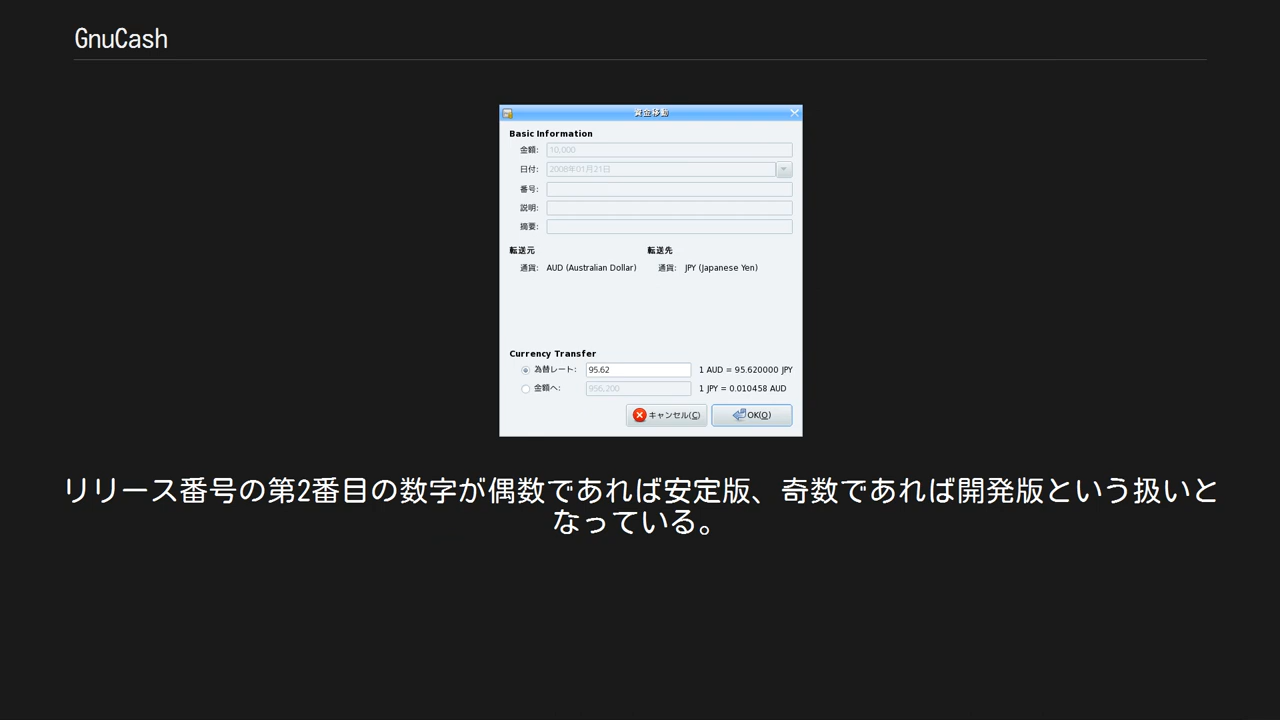 GnuCash
資金移動
Basic Information
金額: 10,000
日付: 2008年01月21日
番号:
説明:
摘要:
転送元 転送先
通貨: AUD (Australian Dollar) 通貨: JPY (Japanese Yen)
Currency Transfer
為替レート: 95.62 1 AUD = 95.620000 JPY
金額へ: 956,200 1 JPY = 0.010458 AUD
キャンセル(C) OK(O)
リリース番号の第2番目の数字が偶数であれば安定版、奇数であれば開発版という扱いと
なっている。